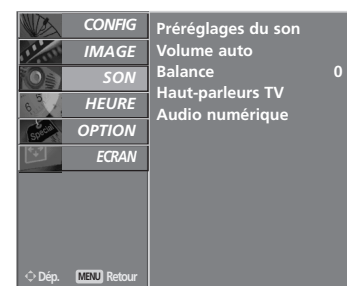 CONFIG
IMAGE
SON
HEURE
OPTION
ECRAN
Préréglages du son
Volume auto
Balance 0
Haut-parleurs TV
Audio numérique
Dép. MENU Retour